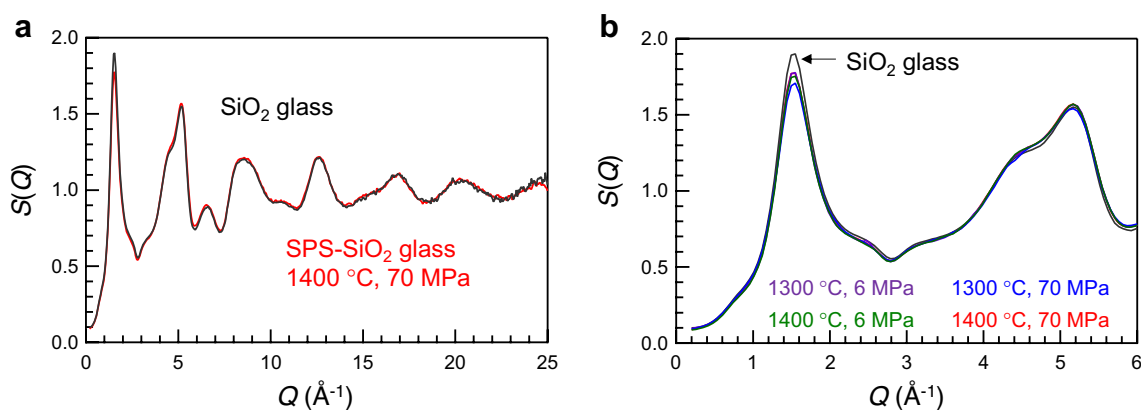 a
2.0
1.5
1.0
0.5
0.0
S(Q)
SiO₂ glass
SPS-SiO₂ glass
1400 °C, 70 MPa
0
5
10
15
20
25
Q (Å⁻¹)
b
2.0
1.5
1.0
0.5
0.0
S(Q)
SiO₂ glass
1300 °C, 6 MPa
1300 °C, 70 MPa
1400 °C, 6 MPa
1400 °C, 70 MPa
0
1
2
3
4
5
6
Q (Å⁻¹)